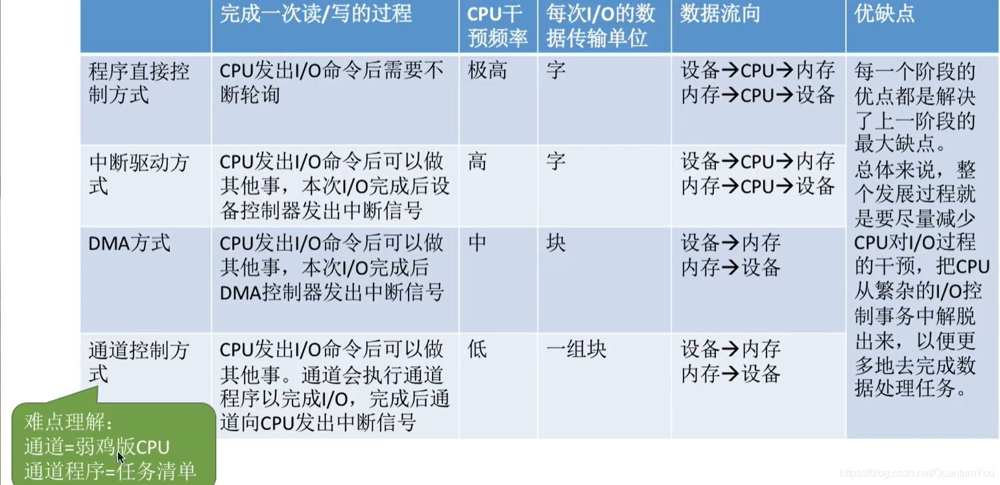 完成一次读/写的过程
CPU干
预频率
每次I/O的数
据传输单位
数据流向
优缺点
程序直接控
制方式
CPU发出I/O命令后需要不
断轮询
极高
字
设备→CPU→内存
内存→CPU→设备
每一个阶段的
优点都是解决
了上一阶段的
最大缺点。
总体来说，整
个发展过程就
是要尽量减少
CPU对I/O过程
的干预，把CPU
从繁杂的I/O控
制事务中解脱
出来，以便更
多地去完成数
据处理任务。
中断驱动方
式
CPU发出I/O命令后可以做
其他事，本次I/O完成后设
备控制器发出中断信号
高
字
设备→CPU→内存
内存→CPU→设备
DMA方式
CPU发出I/O命令后可以做
其他事，本次I/O完成后
DMA控制器发出中断信号
中
块
设备→内存
内存→设备
通道控制方
式
CPU发出I/O命令后可以做
其他事。通道会执行通道
程序以完成I/O，完成后通
道向CPU发出中断信号
低
一组块
设备→内存
内存→设备
难点理解：
通道=弱鸡版CPU
通道程序=任务清单
https://blog.csdn.net/QuantumYou